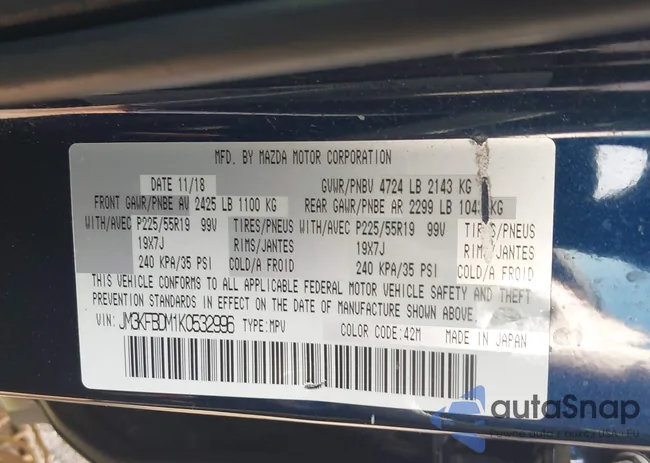 MFD. BY MAZDA MOTOR CORPORATION
DATE 11/18 GVWR/PNBV 4724 LB 2143 KG
FRONT GAWR/PNBE AV 2425 LB 1100 KG REAR GAWR/PNBE AR 2299 LB KG
WITH/AVEC P225/55R19 99V TIRES/PNEUS WITH/AVEC P225/55R19 99V TIRES/PNEUS
19X7J RIMS/JANTES 19X7J RIMS/JANTES
240 KPA/35 PSI COLD/A FROID 240 KPA/35 PSI COLD/A FROID
THIS VEHICLE CONFORMS TO ALL APPLICABLE FEDERAL MOTOR VEHICLE SAFETY AND THEFT
PREVENTION STANDARDS IN EFFECT ON THE DATE OF MANUFACTURE SHOWN ABOVE.
VIN: JM3KFBDM1K0532996 TYPE:MPV COLOR CODE:42M MADE IN JAPAN
autoSnap